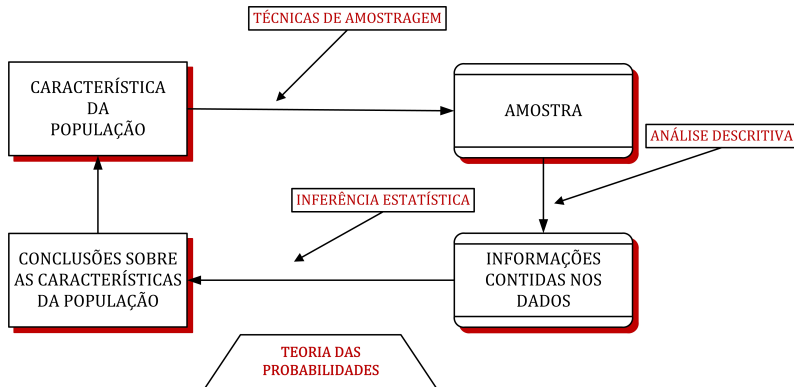 TÉCNICAS DE AMOSTRAGEM
CARACTERÍSTICA
DA
POPULAÇÃO
AMOSTRA
ANÁLISE DESCRITIVA
INFERÊNCIA ESTATÍSTICA
CONCLUSÕES SOBRE
AS CARACTERÍSTICAS
DA POPULAÇÃO
INFORMAÇÕES
CONTIDAS NOS
DADOS
TEORIA DAS
PROBABILIDADES